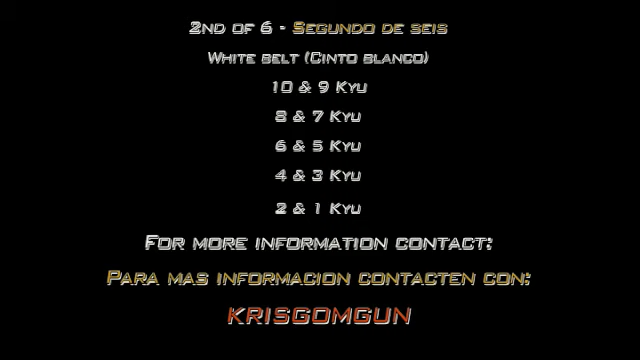 2nd of 6 - Segundo de seis
White belt (Cinto blanco)
10 & 9 Kyu
8 & 7 Kyu
6 & 5 Kyu
4 & 3 Kyu
2 & 1 Kyu
For more information contact:
Para mas informacion contacten con:
KRISGOMGUN